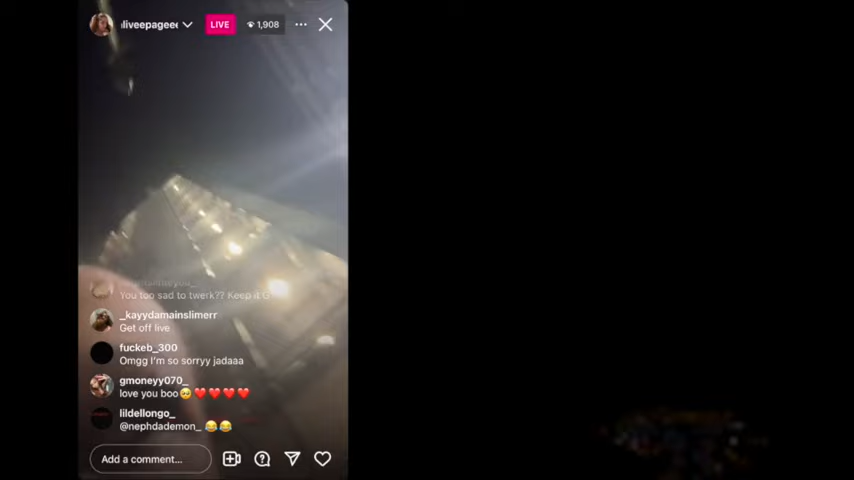 liveepagee
LIVE
1,908
You too sad to twerk?? Keep it G
_kayydamainslimerr
Get off live
fuckeb_300
Omgg I'm so sorryy jadaaa
gmoneyy070_
love you boo🥺❤️❤️❤️❤️
lildellongo_
@nephdademon_ 😂😂
Add a comment...